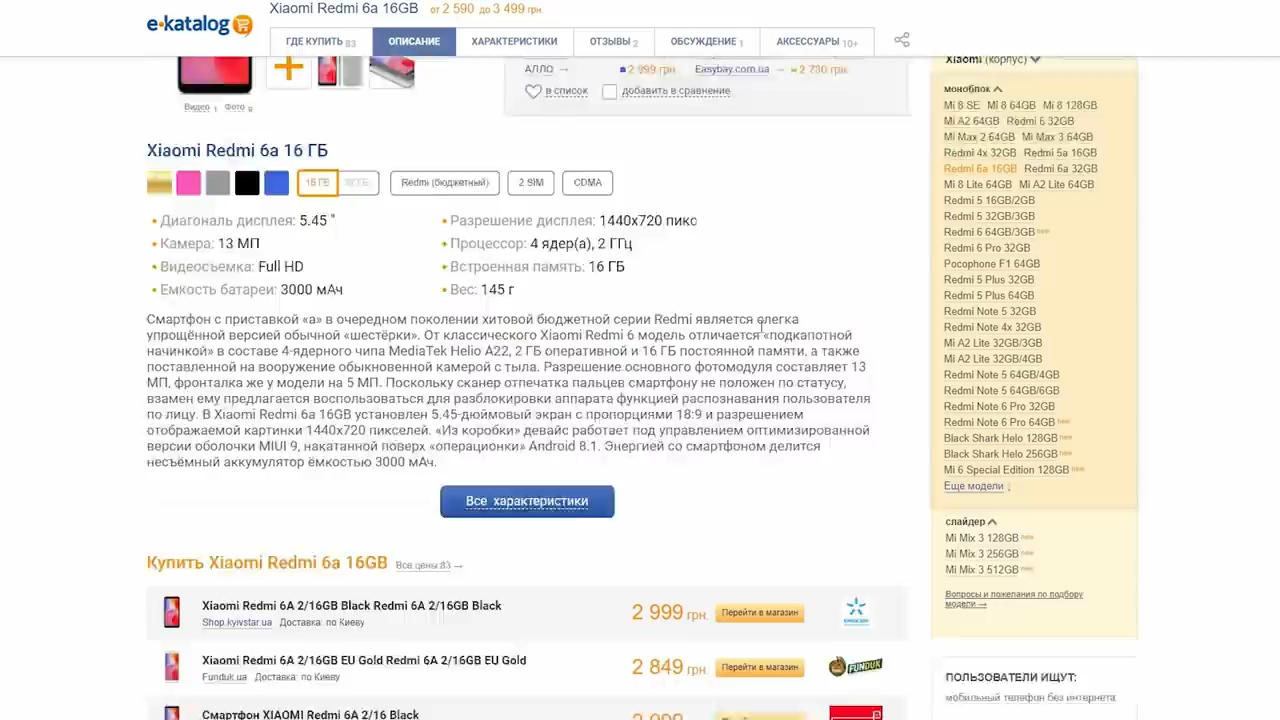 e-katalog
Xiaomi Redmi 6a 16GB от 2 590 до 3 499 грн.
ГДЕ КУПИТЬ 83 ОПИСАНИЕ ХАРАКТЕРИСТИКИ ОТЗЫВЫ 2 ОБСУЖДЕНИЕ 1 АКСЕССУАРЫ 10+
Видео 1 Фото
АЛЛО → 2 999 грн. Easybay.com.ua → 2 730 грн.
в список добавить в сравнение
Xiaomi Redmi 6a 16 ГБ
16 ГБ Redmi (бюджетный) 2 SIM CDMA
• Диагональ дисплея: 5.45 "
• Камера: 13 МП
• Видеосъемка: Full HD
• Емкость батареи: 3000 мАч
• Разрешение дисплея: 1440x720 пикс
• Процессор: 4 ядер(а), 2 ГГц
• Встроенная память: 16 ГБ
• Вес: 145 г
Смартфон с приставкой «а» в очередном поколении хитовой бюджетной серии Redmi является слегка
упрощённой версией обычной «шестёрки». От классического Xiaomi Redmi 6 модель отличается «подкапотной
начинкой» в составе 4-ядерного чипа MediaTek Helio A22, 2 ГБ оперативной и 16 ГБ постоянной памяти, а также
поставленной на вооружение обыкновенной камерой с тыла. Разрешение основного фотомодуля составляет 13
МП, фронталка же у модели на 5 МП. Поскольку сканер отпечатка пальцев смартфону не положен по статусу,
взамен ему предлагается воспользоваться для разблокировки аппарата функцией распознавания пользователя
по лицу. В Xiaomi Redmi 6a 16GB установлен 5.45-дюймовый экран с пропорциями 18:9 и разрешением
отображаемой картинки 1440x720 пикселей. «Из коробки» девайс работает под управлением оптимизированной
версии оболочки MIUI 9, накатанной поверх «операционки» Android 8.1. Энергией со смартфоном делится
несъёмный аккумулятор ёмкостью 3000 мАч.
Все характеристики
Купить Xiaomi Redmi 6a 16GB Все цены 83 →
Xiaomi Redmi 6A 2/16GB Black Redmi 6A 2/16GB Black
Shop.kyivstar.ua Доставка: по Киеву
2 999 грн. Перейти в магазин
Xiaomi Redmi 6A 2/16GB EU Gold Redmi 6A 2/16GB EU Gold
Funduk.ua Доставка: по Киеву
2 849 грн. Перейти в магазин FUNDUK
Смартфон XIAOMI Redmi 6A 2/16 Black
Xiaomi (корпус)
моноблок
Mi 8 SE Mi 8 64GB Mi 8 128GB
Mi A2 64GB Redmi 6 32GB
Mi Max 2 64GB Mi Max 3 64GB
Redmi 4x 32GB Redmi 5a 16GB
Redmi 6a 16GB Redmi 6a 32GB
Mi 8 Lite 64GB Mi A2 Lite 64GB
Redmi 5 16GB/2GB
Redmi 5 32GB/3GB
Redmi 6 64GB/3GB new
Redmi 6 Pro 32GB
Pocophone F1 64GB
Redmi 5 Plus 32GB
Redmi 5 Plus 64GB
Redmi Note 5 32GB
Redmi Note 4x 32GB
Mi A2 Lite 32GB/3GB
Mi A2 Lite 32GB/4GB
Redmi Note 5 64GB/4GB
Redmi Note 5 64GB/6GB
Redmi Note 6 Pro 32GB
Redmi Note 6 Pro 64GB new
Black Shark Helo 128GB new
Black Shark Helo 256GB new
Mi 6 Special Edition 128GB new
Еще модели ↓
слайдер
Mi Mix 3 128GB new
Mi Mix 3 256GB new
Mi Mix 3 512GB new
Вопросы и пожелания по подбору
модели →
ПОЛЬЗОВАТЕЛИ ИЩУТ:
мобильный телефон без интернета